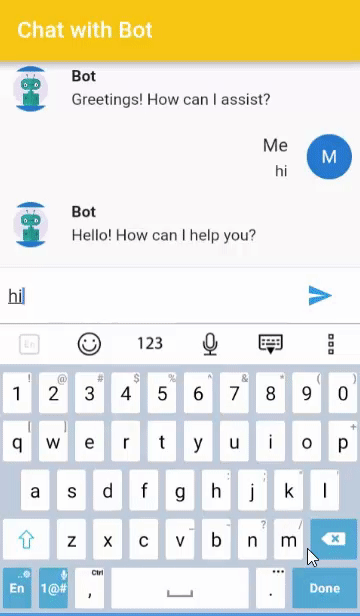 Chat with Bot
Bot
Greetings! How can I assist?
Me
M
hi
Bot
Hello! How can I help you?
hi
En
123
1 ! 2 @ 3 # 4 $ 5 % 6 ^ 7 & 8 * 9 ( 0 )
q [ w ] e r t y u i o p +
a s d f g h : j ; k " l '
z x c v _ b - n ? m /
En 1@# , Ctrl . ••• Done